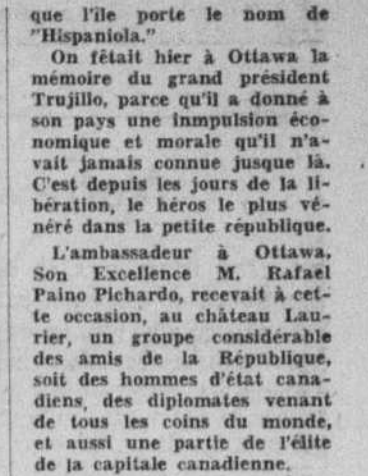 que l'île porte le nom de
"Hispaniola."
On fêtait hier à Ottawa la
mémoire du grand président
Trujillo, parce qu'il a donné à
son pays une inmpulsion éco-
nomique et morale qu'il n'a-
vait jamais connue jusque là.
C'est depuis les jours de la li-
bération, le héros le plus vé-
néré dans la petite république.
L'ambassadeur à Ottawa,
Son Excellence M. Rafael
Paino Pichardo, recevait à cet-
te occasion, au château Lau-
rier, un groupe considérable
des amis de la République,
soit des hommes d'état cana-
diens, des diplomates venant
de tous les coins du monde,
et aussi une partie de l'élite
de la capitale canadienne.